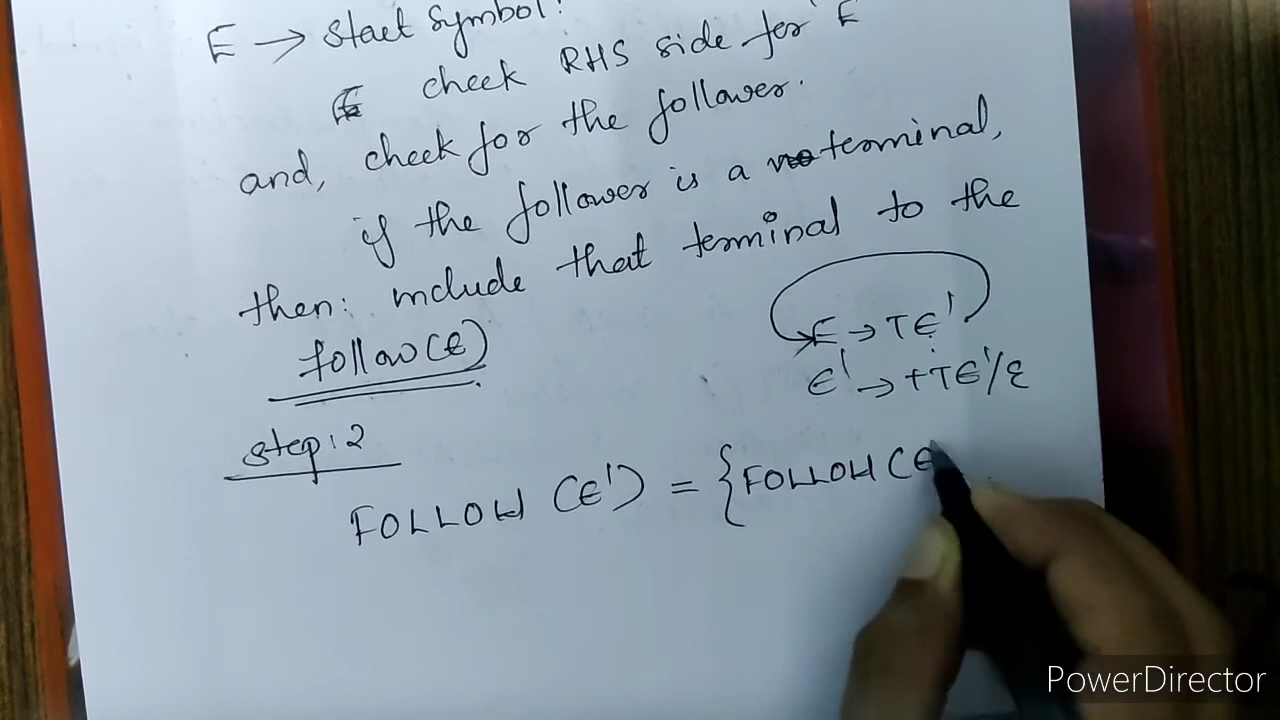 E → start symbol:
check RHS side for E
and, check for the follower.
if the follower is a terminal,
then: include that terminal to the
follow(E)
E → TE'
E' → +TE'/ε
step: 2
FOLLOW (E') = {FOLLOW (E
PowerDirector